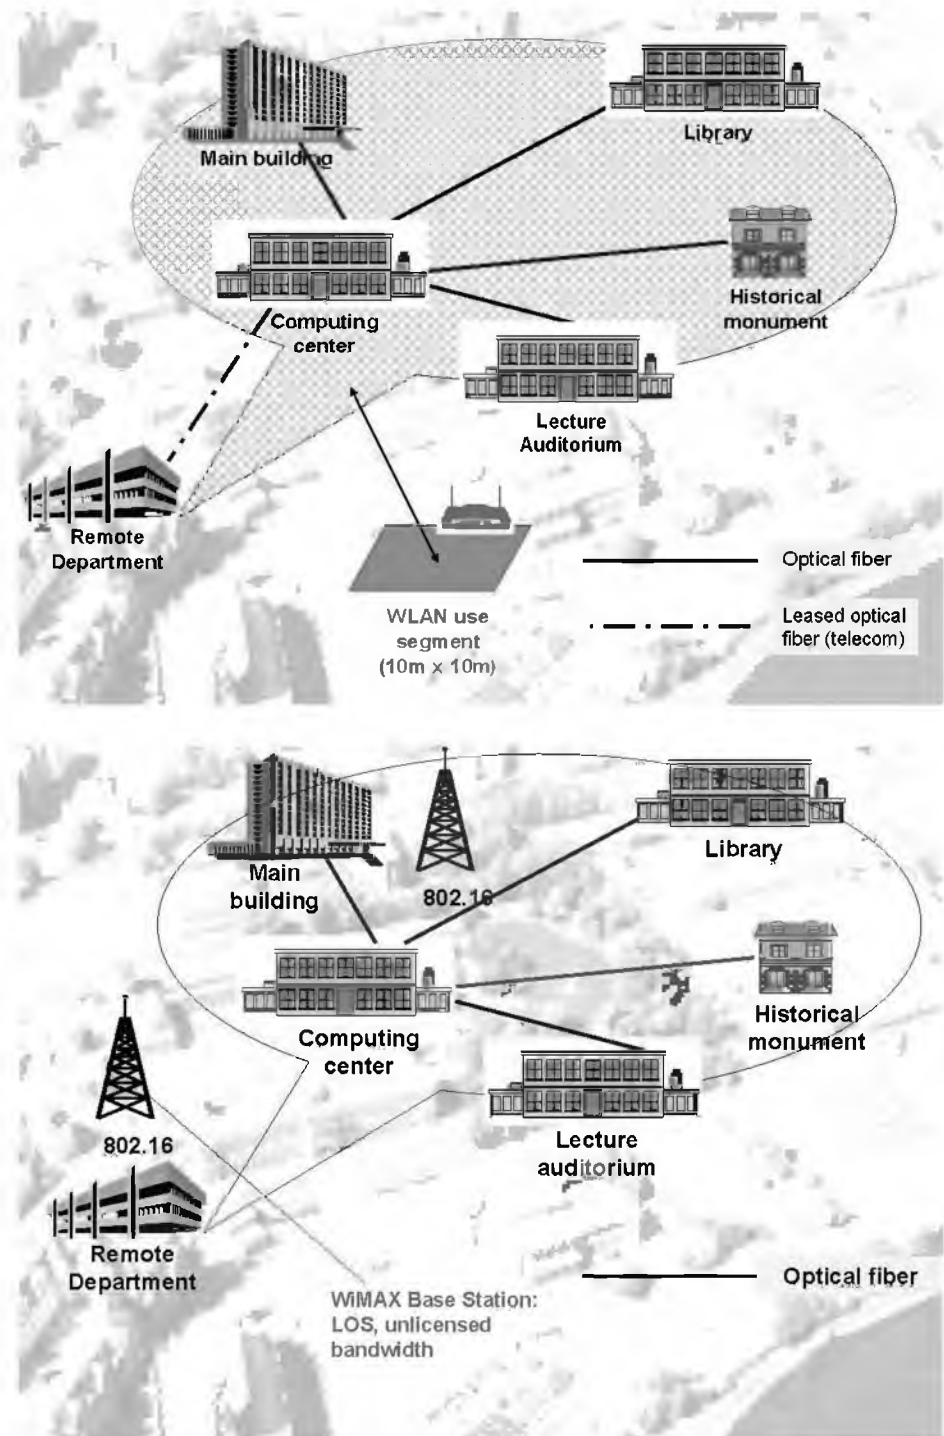 Library
Main building
Historical
monument
Computing
center
Lecture
Auditorium
Remote
Department
Optical fiber
WLAN use
segment
(10m x 10m)
Leased optical
fiber (telecom)
Library
Main
building
802.16
Historical
monument
Computing
center
802.16
Lecture
auditorium
Remote
Department
Optical fiber
WiMAX Base Station:
LOS, unlicensed
bandwidth